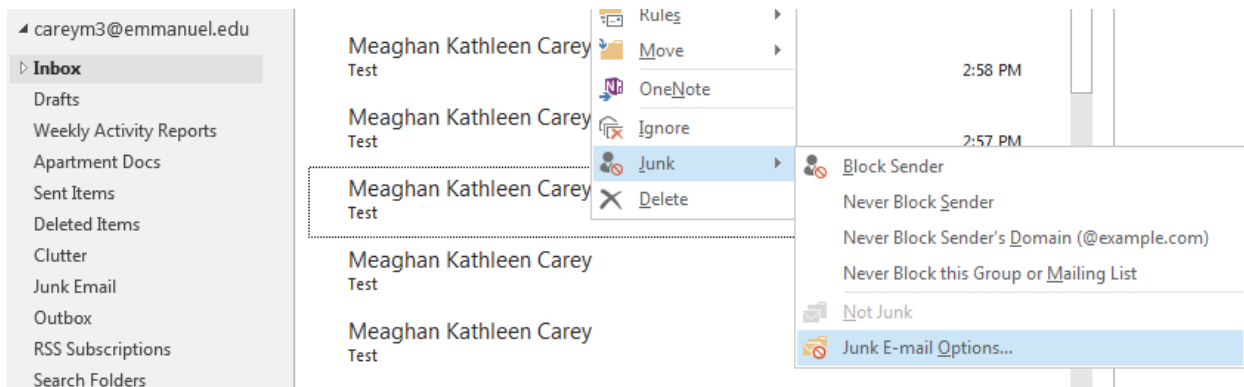 careym3@emmanuel.edu
Inbox
Drafts
Weekly Activity Reports
Apartment Docs
Sent Items
Deleted Items
Clutter
Junk Email
Outbox
RSS Subscriptions
Search Folders
Meaghan Kathleen Carey
Test
2:58 PM
Meaghan Kathleen Carey
Test
2:57 PM
Meaghan Kathleen Carey
Test
Meaghan Kathleen Carey
Test
Meaghan Kathleen Carey
Test
Rules
Move
OneNote
Ignore
Junk
Delete
Block Sender
Never Block Sender
Never Block Sender's Domain (@example.com)
Never Block this Group or Mailing List
Not Junk
Junk E-mail Options...